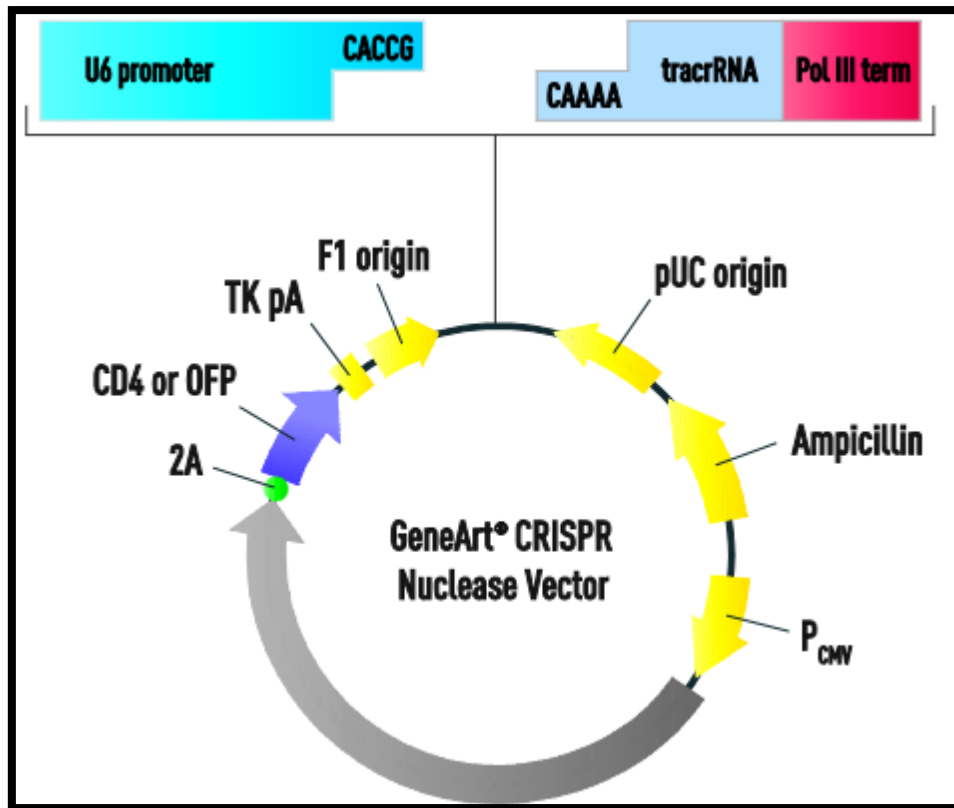 U6 promoter
CACCG
CAAAA
tracrRNA
Pol III term
F1 origin
pUC origin
TK pA
CD4 or OFP
2A
Ampicillin
GeneArt® CRISPR
Nuclease Vector
PCMV